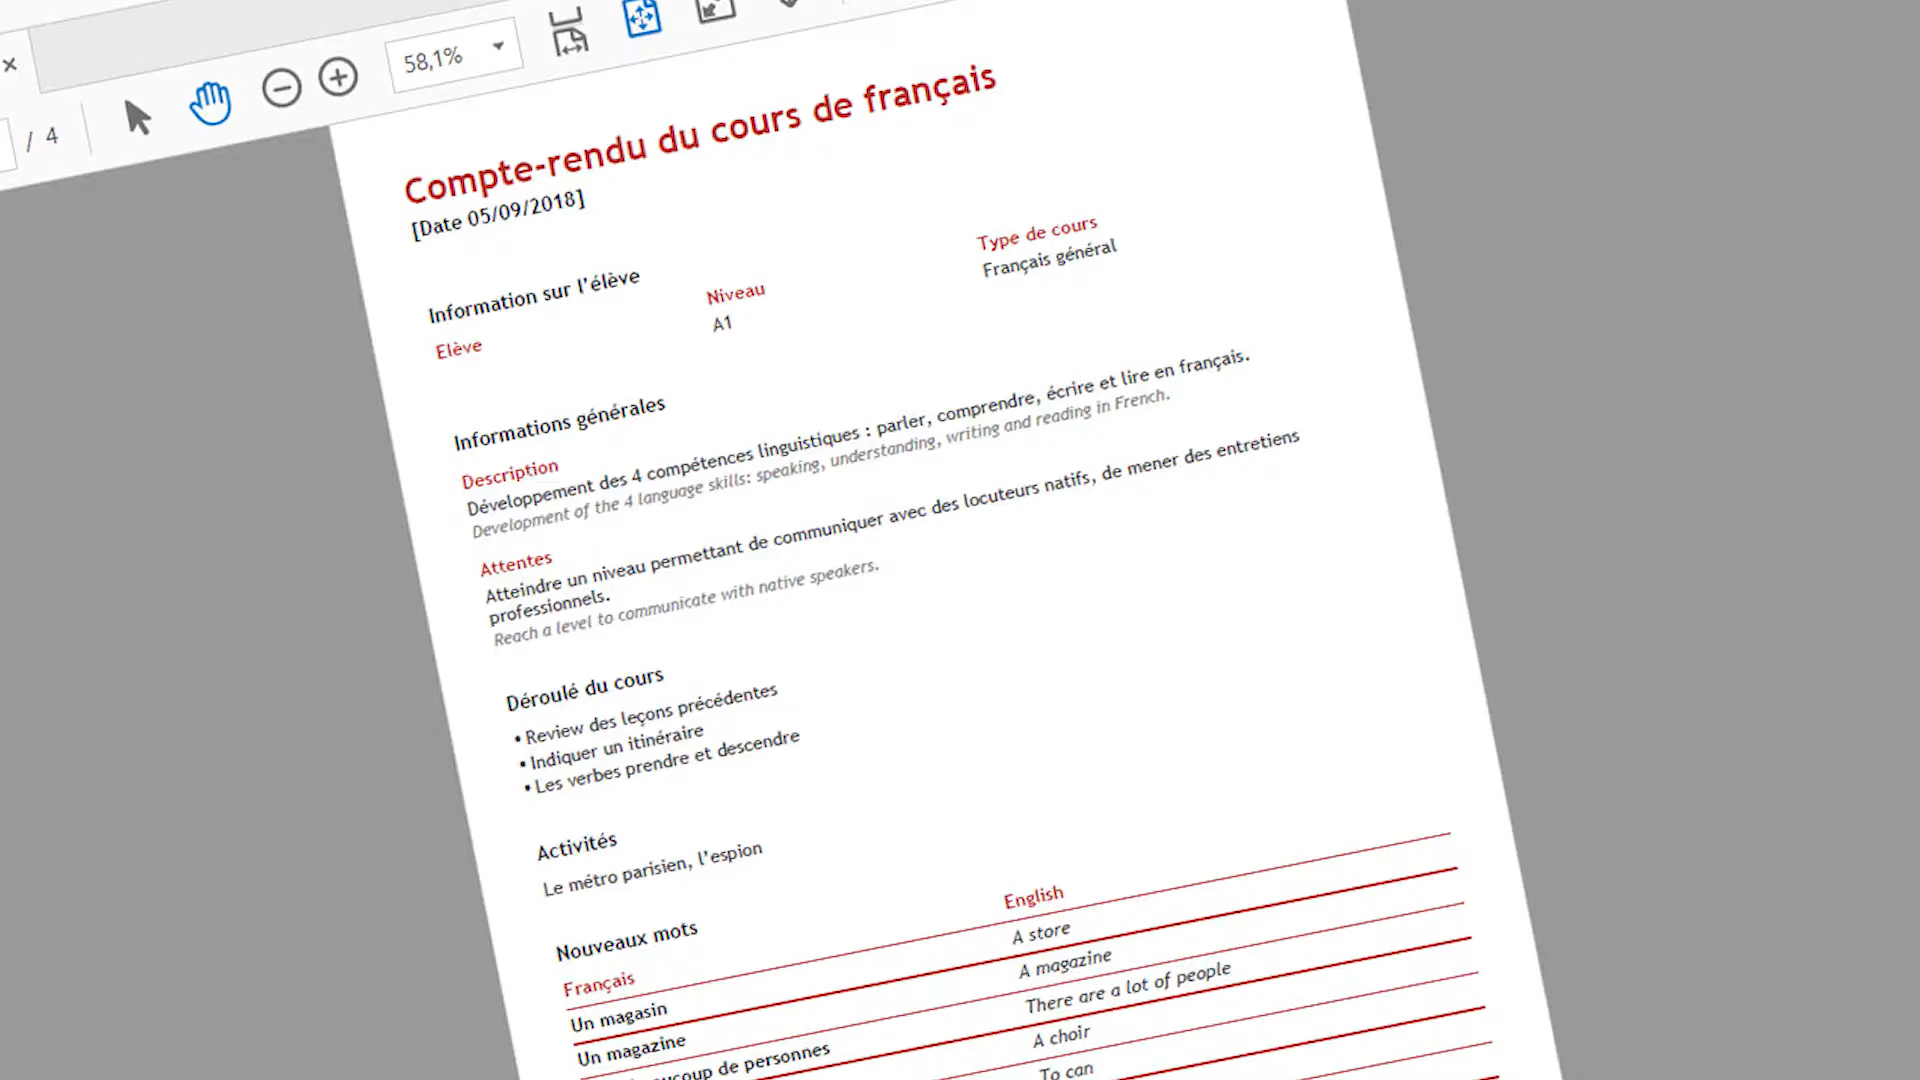 / 4
58,1%
Compte-rendu du cours de français
[Date 05/09/2018]
Information sur l'élève
Elève
Niveau
A1
Type de cours
Français général
Informations générales
Description
Développement des 4 compétences linguistiques : parler, comprendre, écrire et lire en français.
Development of the 4 language skills: speaking, understanding, writing and reading in French.
Attentes
Atteindre un niveau permettant de communiquer avec des locuteurs natifs, de mener des entretiens
professionnels.
Reach a level to communicate with native speakers.
Déroulé du cours
• Review des leçons précédentes
• Indiquer un itinéraire
• Les verbes prendre et descendre
Activités
Le métro parisien, l'espion
Nouveaux mots
Français
English
Un magasin
A store
Un magazine
A magazine
de personnes
There are a lot of people
A choir
To can